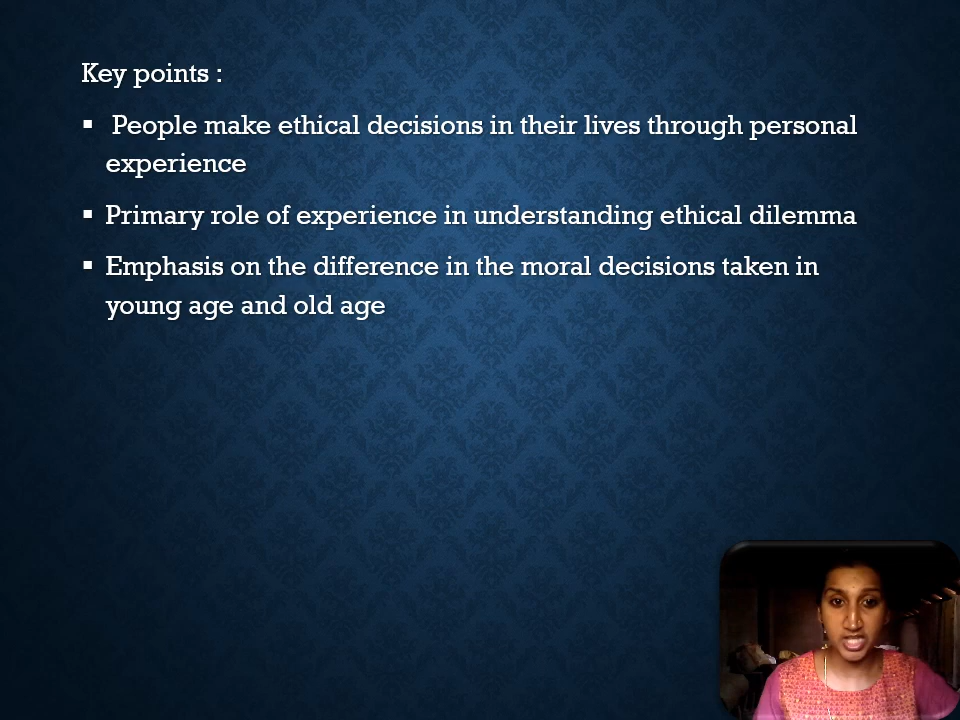 Key points :
▪ People make ethical decisions in their lives through personal
experience
▪ Primary role of experience in understanding ethical dilemma
▪ Emphasis on the difference in the moral decisions taken in
young age and old age